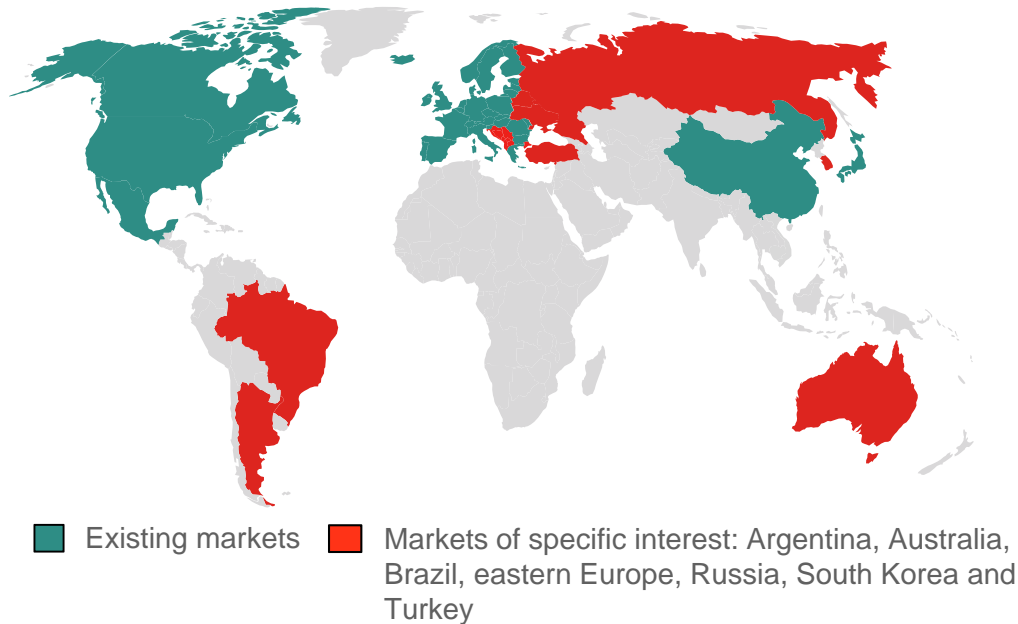 Existing markets
Markets of specific interest: Argentina, Australia,
Brazil, eastern Europe, Russia, South Korea and
Turkey